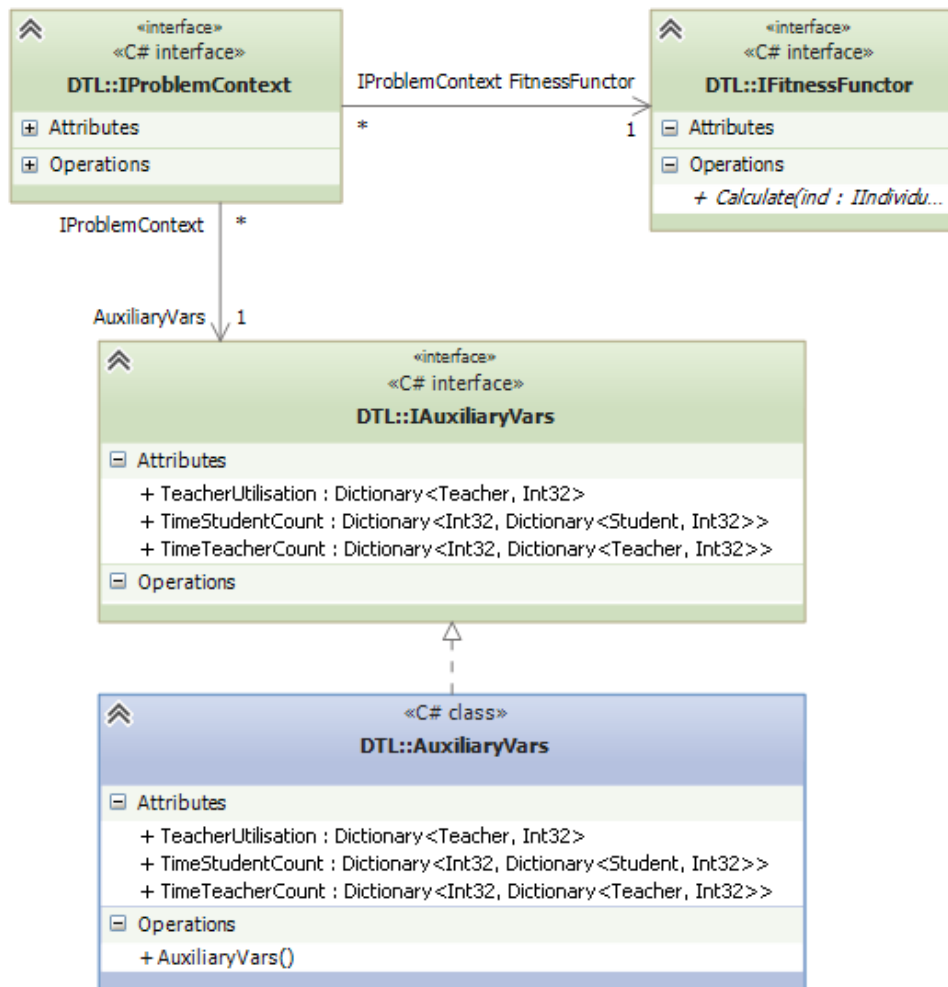 «interface»
«C# interface»
DTL::IProblemContext
Attributes
Operations
IProblemContext FitnessFunctor
* 1
«interface»
«C# interface»
DTL::IFitnessFunctor
Attributes
Operations
+ Calculate(ind : IIndividu...
IProblemContext *
AuxiliaryVars 1
«interface»
«C# interface»
DTL::IAuxiliaryVars
Attributes
+ TeacherUtilisation : Dictionary<Teacher, Int32>
+ TimeStudentCount : Dictionary<Int32, Dictionary<Student, Int32>>
+ TimeTeacherCount : Dictionary<Int32, Dictionary<Teacher, Int32>>
Operations
«C# class»
DTL::AuxiliaryVars
Attributes
+ TeacherUtilisation : Dictionary<Teacher, Int32>
+ TimeStudentCount : Dictionary<Int32, Dictionary<Student, Int32>>
+ TimeTeacherCount : Dictionary<Int32, Dictionary<Teacher, Int32>>
Operations
+ AuxiliaryVars()